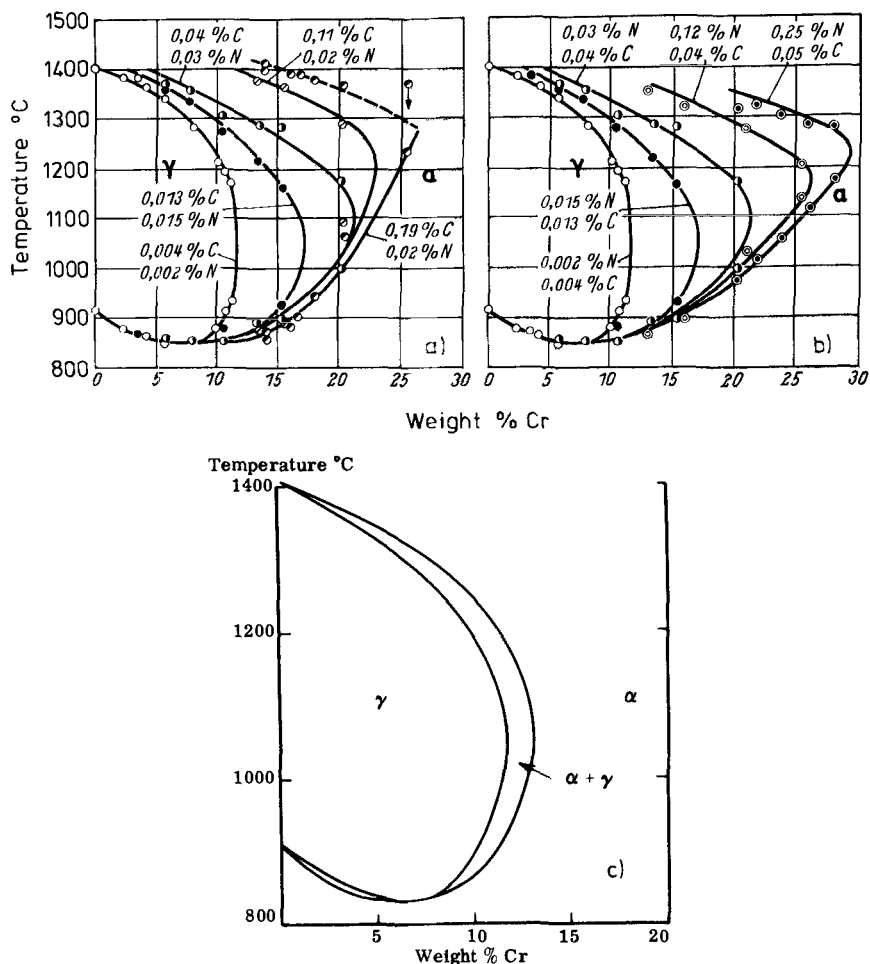 1500
1400
1300
1200
1100
1000
900
800
Temperature °C
0,04 % C
0,03 % N
0,11 % C
0,02 % N
γ
α
0,013 % C
0,015 % N
0,004 % C
0,002 % N
0,19 % C
0,02 % N
a)
0 5 10 15 20 25 30
0,03 % N
0,04 % C
0,12 % N
0,04 % C
0,25 % N
0,05 % C
γ
α
0,015 % N
0,013 % C
0,002 % N
0,004 % C
b)
0 5 10 15 20 25 30
Weight % Cr
Temperature °C
1400
1200
1000
800
γ
α
α + γ
c)
5 10 15 20
Weight % Cr